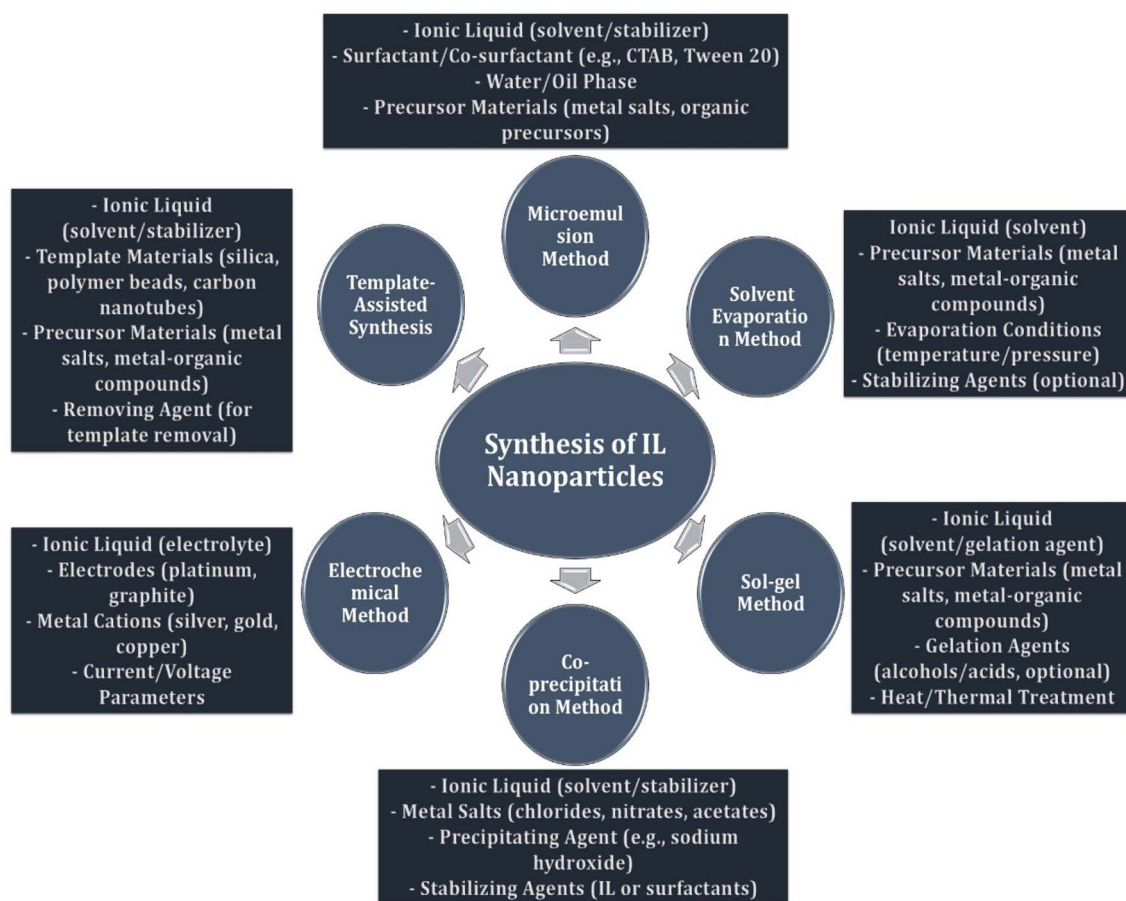 - Ionic Liquid (solvent/stabilizer)
- Surfactant/Co-surfactant (e.g., CTAB, Tween 20)
- Water/Oil Phase
- Precursor Materials (metal salts, organic
precursors)
Microemul
sion
Method
- Ionic Liquid
(solvent/stabilizer)
- Template Materials (silica,
polymer beads, carbon
nanotubes)
- Precursor Materials (metal
salts, metal-organic
compounds)
- Removing Agent (for
template removal)
Template-
Assisted
Synthesis
Solvent
Evaporatio
n Method
Ionic Liquid (solvent)
- Precursor Materials (metal
salts, metal-organic
compounds)
- Evaporation Conditions
(temperature/pressure)
- Stabilizing Agents (optional)
Synthesis of IL
Nanoparticles
- Ionic Liquid (electrolyte)
- Electrodes (platinum,
graphite)
- Metal Cations (silver, gold,
copper)
- Current/Voltage
Parameters
Electroche
mical
Method
Sol-gel
Method
- Ionic Liquid
(solvent/gelation agent)
- Precursor Materials (metal
salts, metal-organic
compounds)
- Gelation Agents
(alcohols/acids, optional)
- Heat/Thermal Treatment
Co-
precipitati
on Method
- Ionic Liquid (solvent/stabilizer)
- Metal Salts (chlorides, nitrates, acetates)
- Precipitating Agent (e.g., sodium
hydroxide)
- Stabilizing Agents (IL or surfactants)